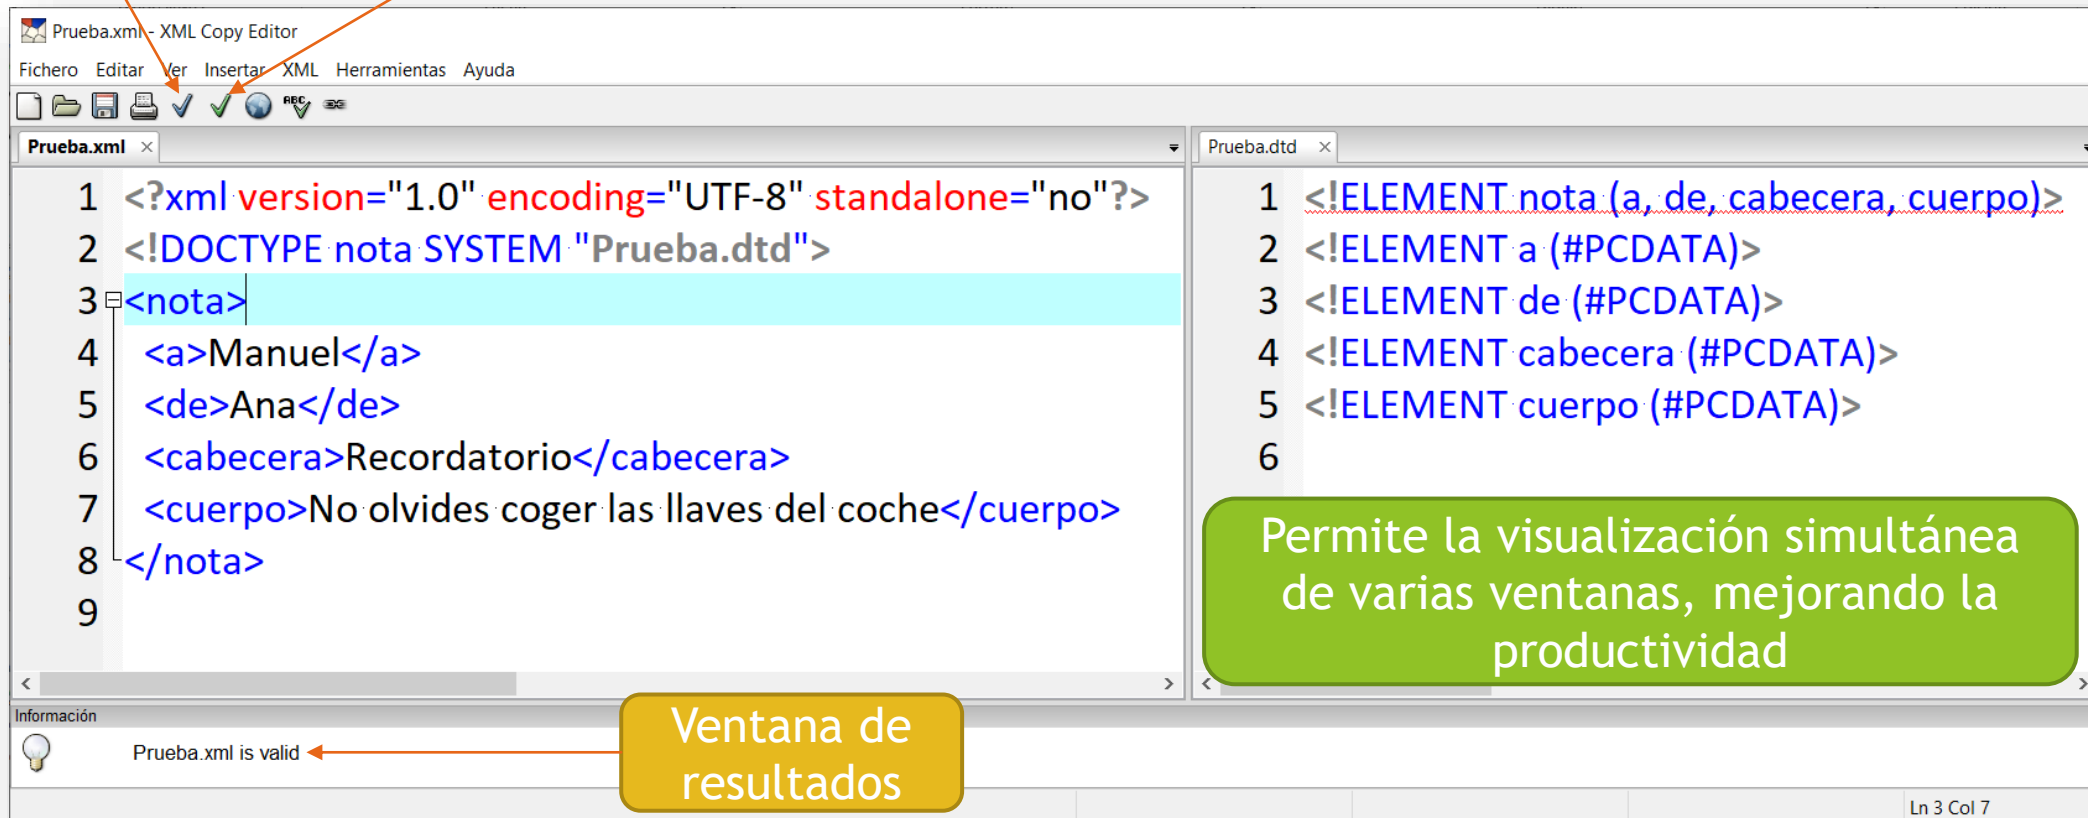 Prueba.xml - XML Copy Editor
Fichero Editar Ver Insertar XML Herramientas Ayuda
ABC
Prueba.xml
1 <?xml version="1.0" encoding="UTF-8" standalone="no"?>
2 <!DOCTYPE nota SYSTEM "Prueba.dtd">
3 <nota>
4 <a>Manuel</a>
5 <de>Ana</de>
6 <cabecera>Recordatorio</cabecera>
7 <cuerpo>No olvides coger las llaves del coche</cuerpo>
8 </nota>
9
Prueba.dtd
1 <!ELEMENT nota (a, de, cabecera, cuerpo)>
2 <!ELEMENT a (#PCDATA)>
3 <!ELEMENT de (#PCDATA)>
4 <!ELEMENT cabecera (#PCDATA)>
5 <!ELEMENT cuerpo (#PCDATA)>
6
Permite la visualización simultánea
de varias ventanas, mejorando la
productividad
Información
Prueba.xml is valid
Ventana de
resultados
Ln 3 Col 7